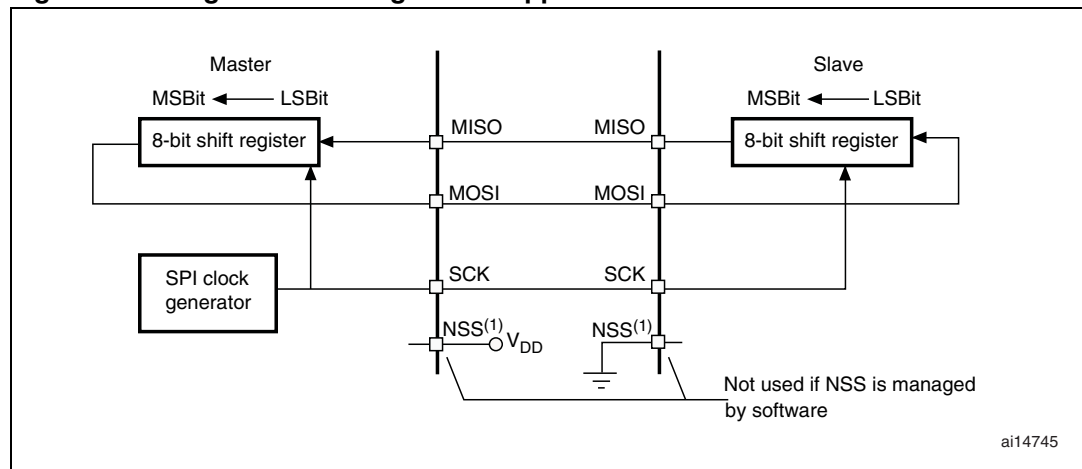 Master
MSBit LSBit
8-bit shift register
SPI clock
generator
MISO
MOSI
SCK
NSS(1)
VDD
MISO
MOSI
SCK
NSS(1)
Slave
MSBit LSBit
8-bit shift register
Not used if NSS is managed
by software
ai14745